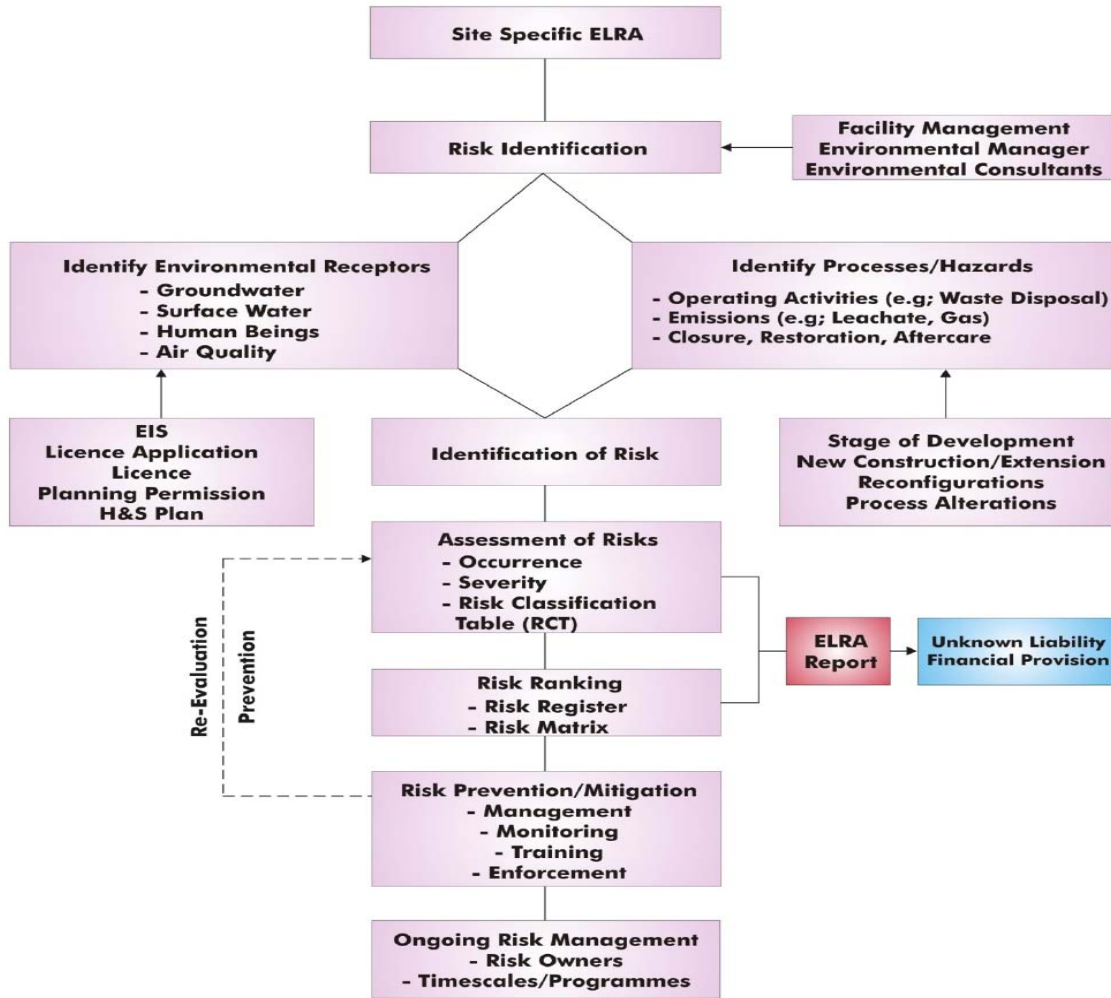 Site Specific ELRA
Risk Identification
Facility Management
Environmental Manager
Environmental Consultants
Identify Environmental Receptors
- Groundwater
- Surface Water
- Human Beings
- Air Quality
Identify Processes/Hazards
- Operating Activities (e.g; Waste Disposal)
- Emissions (e.g; Leachate, Gas)
- Closure, Restoration, Aftercare
EIS
Licence Application
Licence
Planning Permission
H&S Plan
Identification of Risk
Stage of Development
New Construction/Extension
Reconfigurations
Process Alterations
Assessment of Risks
- Occurrence
- Severity
- Risk Classification
Table (RCT)
Re-Evaluation
Prevention
ELRA
Report
Unknown Liability
Financial Provision
Risk Ranking
- Risk Register
- Risk Matrix
Risk Prevention/Mitigation
- Management
- Monitoring
- Training
- Enforcement
Ongoing Risk Management
- Risk Owners
- Timescales/Programmes